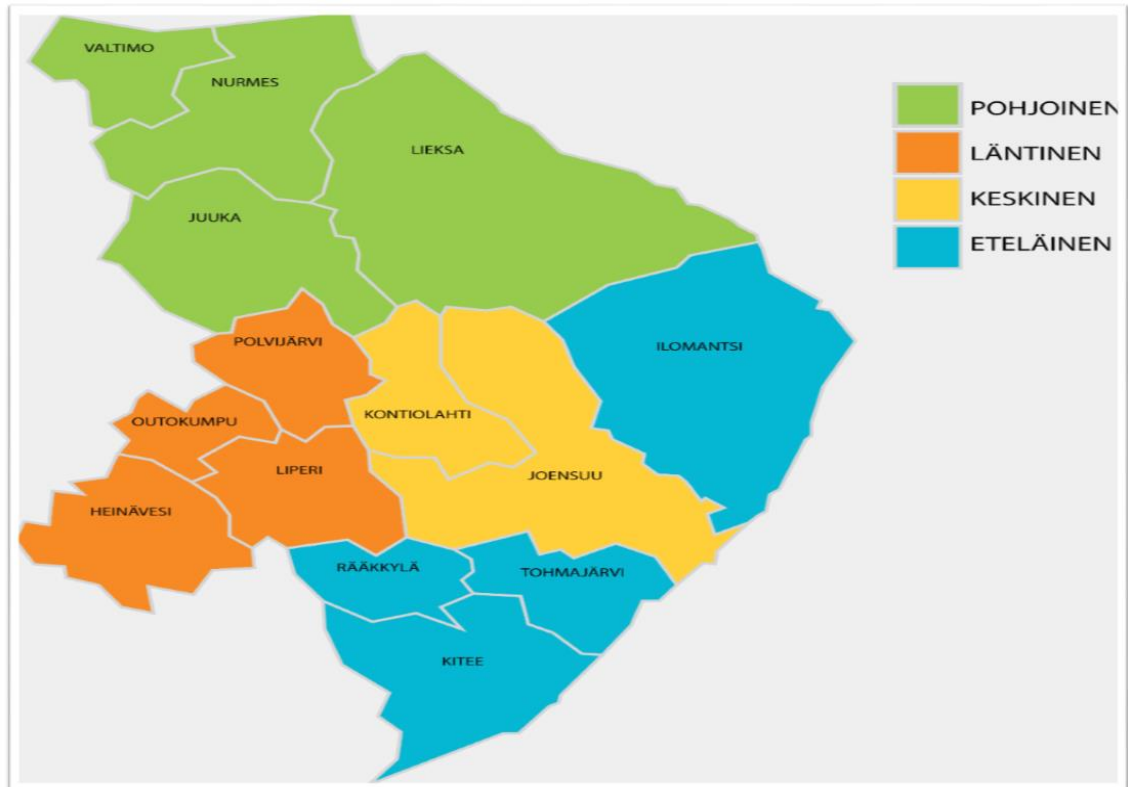 VALTIMO
NURMES
LIEKSA
JUUKA
POLVIJÄRVI
ILOMANTSI
KONTIOLAHTI
OUTOKUMPU
LIPERI
JOENSUU
HEINÄVESI
RÄÄKKYLÄ
TOHMAJÄRVI
KITEE
POHJOINEN
LÄNTINEN
KESKINEN
ETELÄINEN